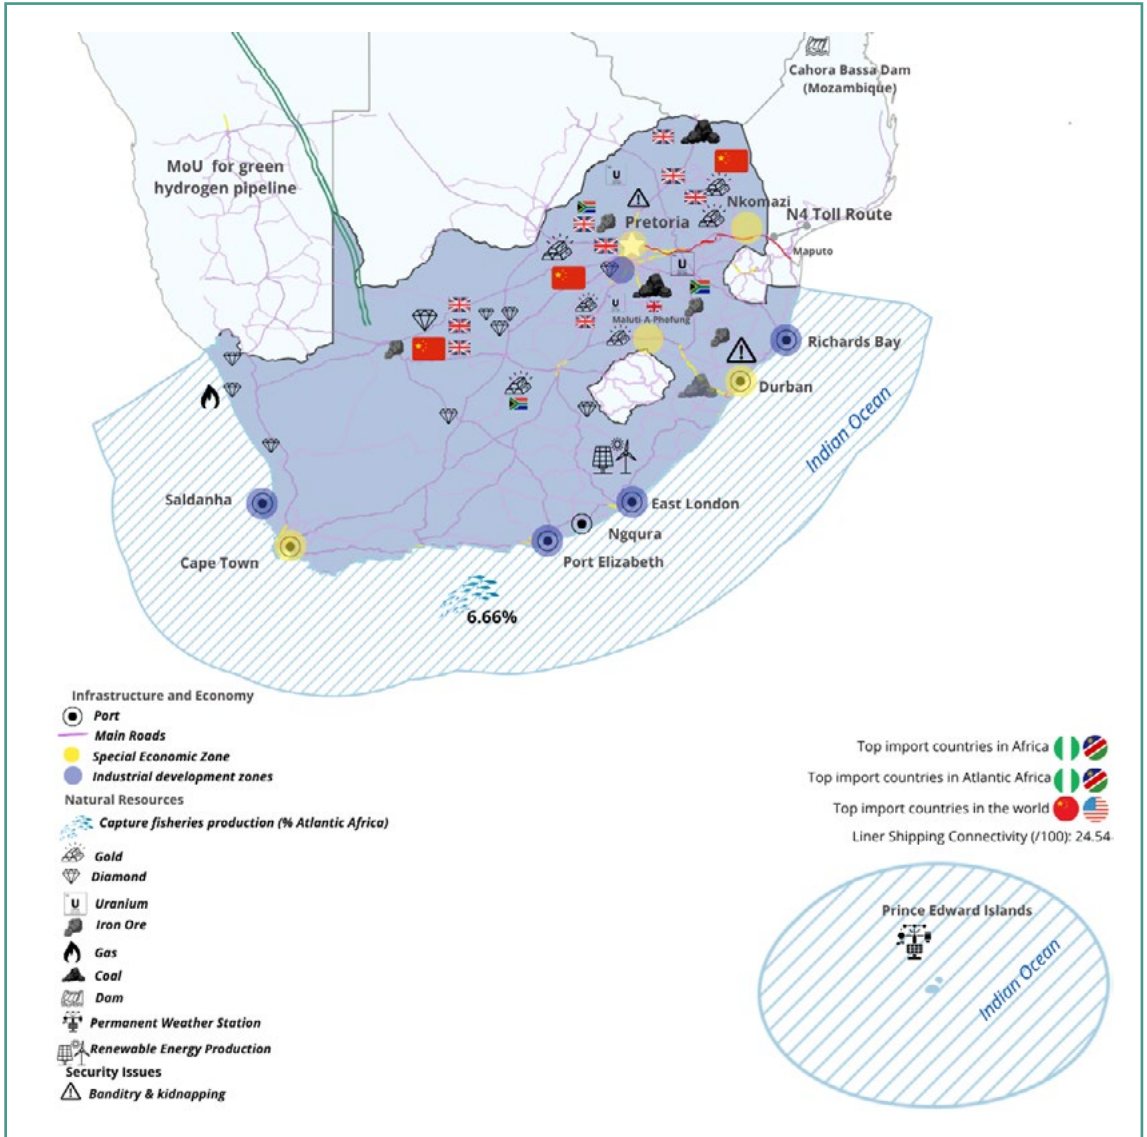 Cahora Bassa Dam
(Mozambique)
MoU for green
hydrogen pipeline
U
Nkomazi
N4 Toll Route
Pretoria
Maputo
U
U
Maluti-A-Phofung
Richards Bay
Durban
Indian Ocean
Saldanha
East London
Ngqura
Cape Town
Port Elizabeth
6.66%
Infrastructure and Economy
Port
Main Roads
Special Economic Zone
Industrial development zones
Natural Resources
Capture fisheries production (% Atlantic Africa)
Gold
Diamond
U
Uranium
Iron Ore
Gas
Coal
Dam
Permanent Weather Station
Renewable Energy Production
Security Issues
Banditry & kidnapping
Top import countries in Africa
Top import countries in Atlantic Africa
Top import countries in the world
Liner Shipping Connectivity (/100): 24.54
Prince Edward Islands
Indian Ocean